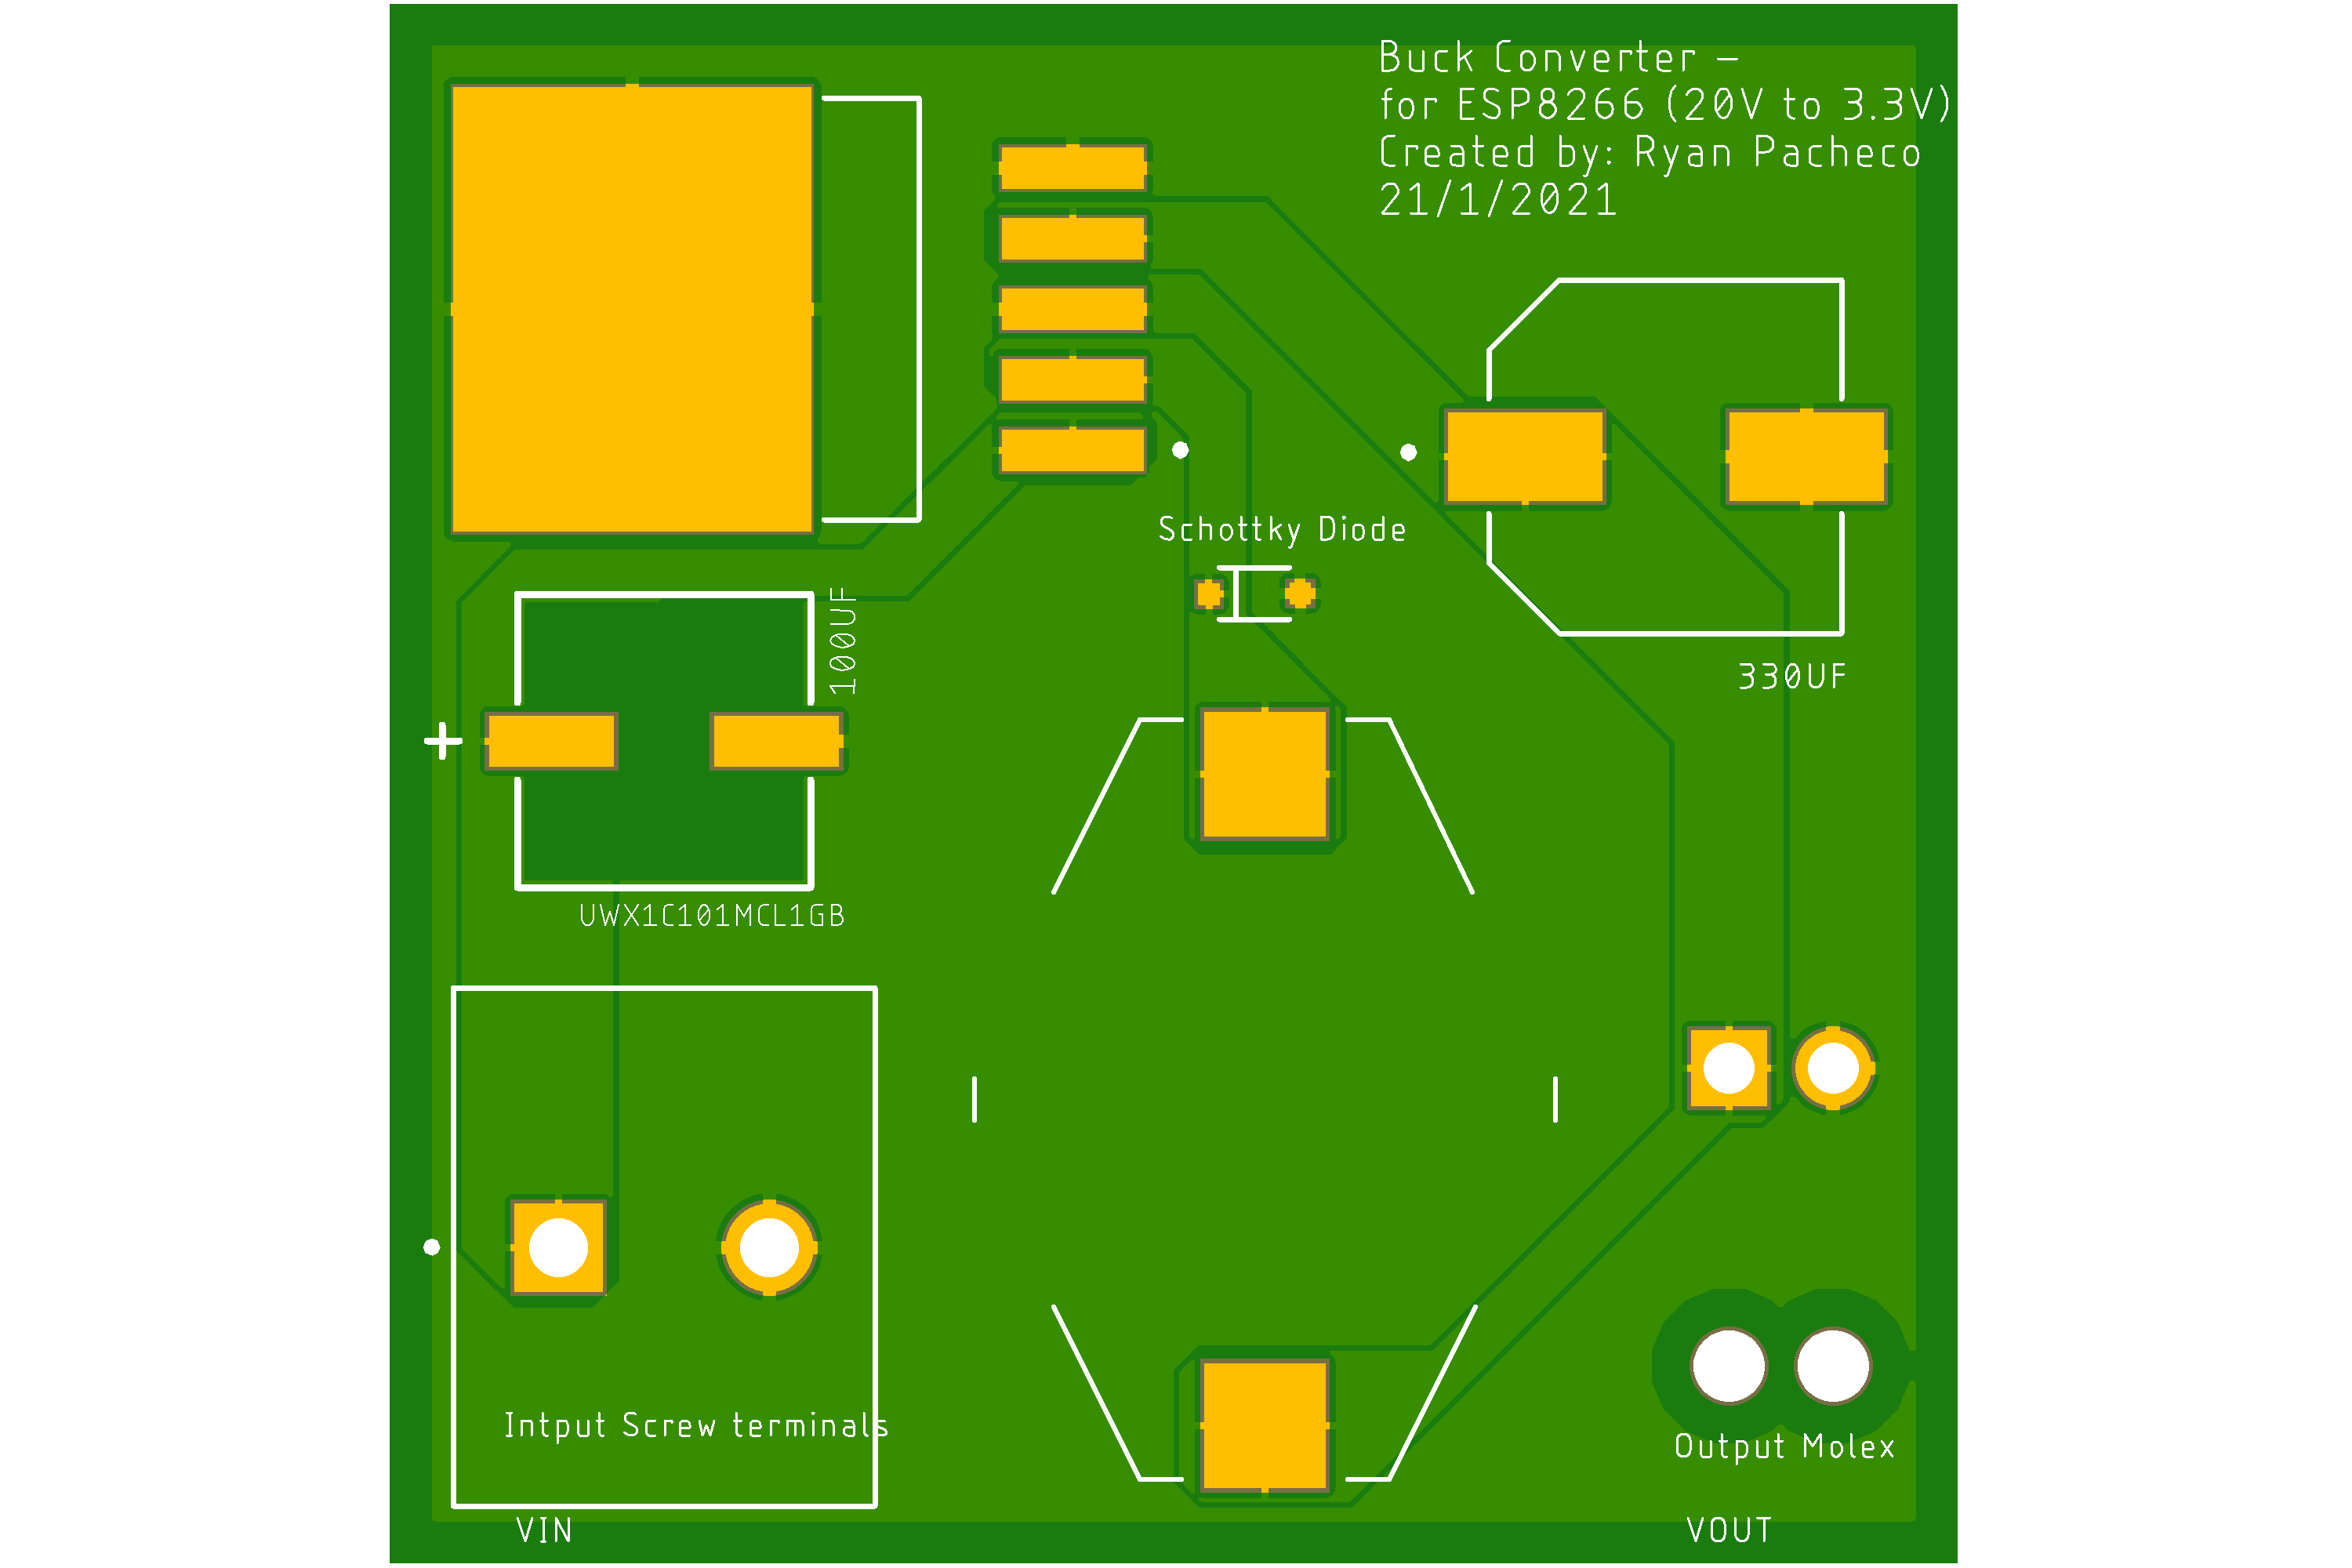 Buck Converter -
for ESP8266 (20V to 3.3V)
Created by: Ryan Pacheco
21/1/2021
Schottky Diode
100UF
330UF
+
UWX1C101MCL1GB
Intput Screw terminals
Output Molex
VIN
VOUT